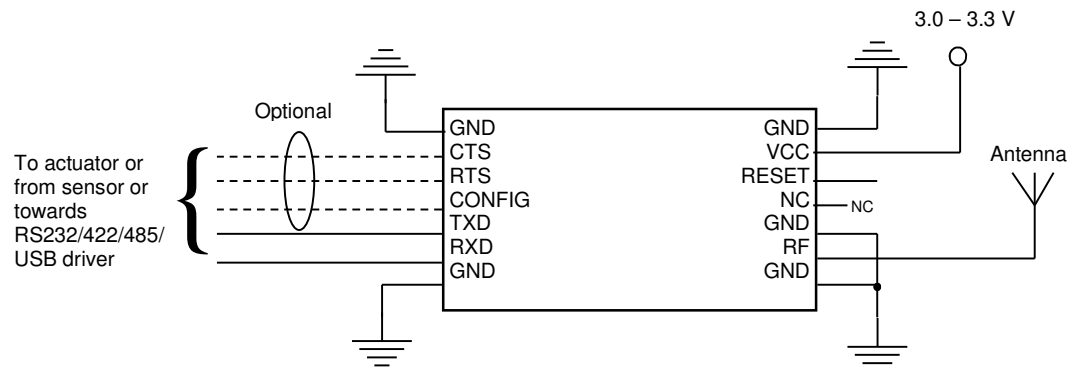 3.0 – 3.3 V
Optional
To actuator or
from sensor or
towards
RS232/422/485/
USB driver
GND
CTS
RTS
CONFIG
TXD
RXD
GND
GND
VCC
RESET
NC
GND
RF
GND
NC
Antenna